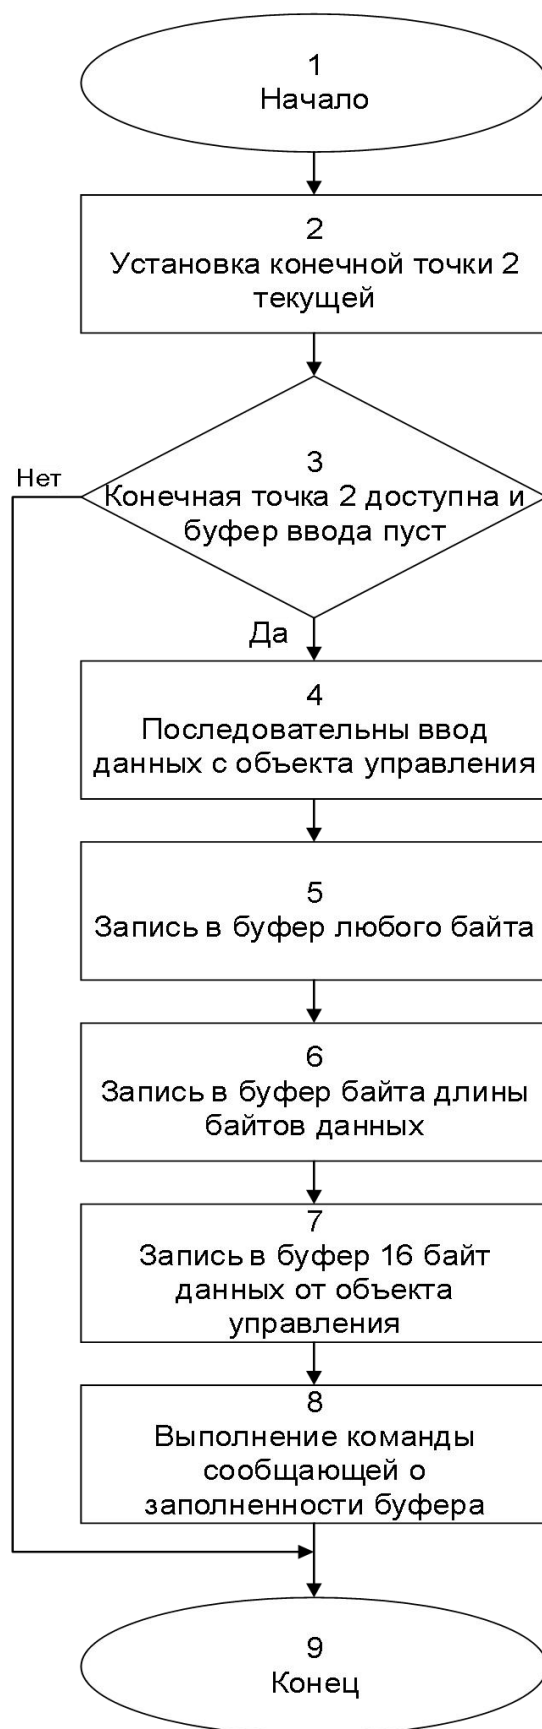 1
Начало
2
Установка конечной точки 2
текущей
3
Нет
Конечная точка 2 доступна и
буфер ввода пуст
Да
4
Последовательны ввод
данных с объекта управления
5
Запись в буфер любого байта
6
Запись в буфер байта длины
байтов данных
7
Запись в буфер 16 байт
данных от объекта
управления
8
Выполнение команды
сообщающей о
заполненности буфера
9
Конец